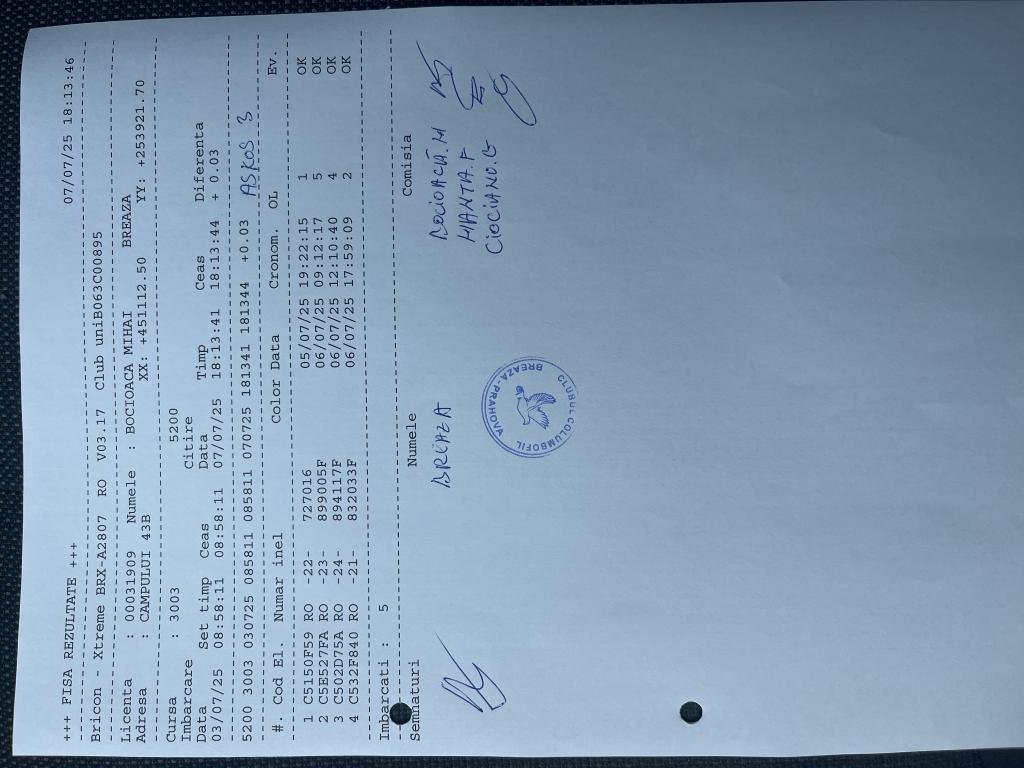 +++ FISA REZULTATE +++ 07/07/25 18:13:46
Bricon - Xtreme BRX-A2807 RO V03.17 Club uniB063C00895
Licenta : 00031909 Numele : BOCIOACA MIHAI BREAZA
Adresa : CAMPULUI 43B XX: +451112.50 YY: +253921.70
Cursa : 3003 5200
Imbarcare Citire
Data Set timp Ceas Data Timp Ceas Diferenta
03/07/25 08:58:11 08:58:11 07/07/25 18:13:41 18:13:44 + 0.03
5200 3003 030725 085811 085811 070725 181341 181344 +0.03 ASKOS 3
#. Cod El. Numar inel Color Data Cronom. OL Ev.
1 C5150F59 RO -22- 727016 05/07/25 19:22:15 1 OK
2 C5E527FA RO -23- 899005F 06/07/25 09:12:17 5 OK
3 C502D75A RO -24- 894117F 06/07/25 12:10:40 4 OK
4 C532F840 RO -21- 832033F 06/07/25 17:59:09 2 OK
Imbarcati : 5
Semnaturi Numele Comisia
BREAZA BOCIOACĂ.M
MANTA.F
CIOCIANO.G
CLUBUL COLUMBOFIL
BREAZA - PRAHOVA